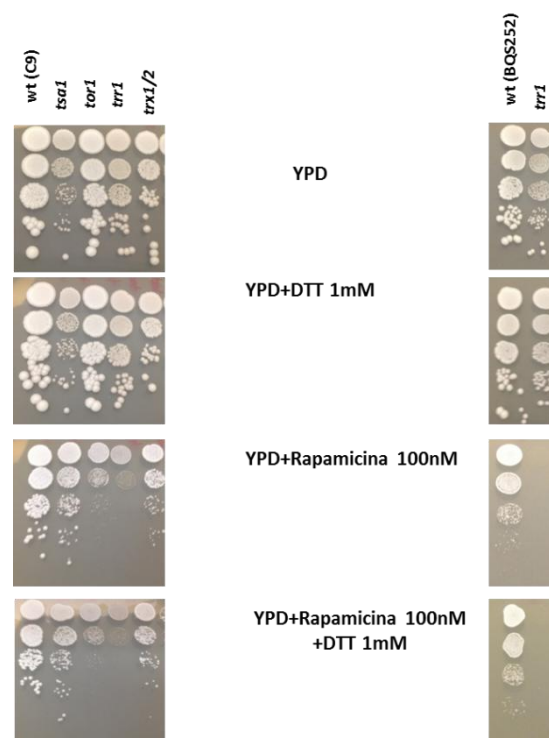 wt (C9)
tsa1
tor1
trr1
trx1/2
wt (BQS252)
trr1
YPD
YPD+DTT 1mM
YPD+Rapamicina 100nM
YPD+Rapamicina 100nM
+DTT 1mM